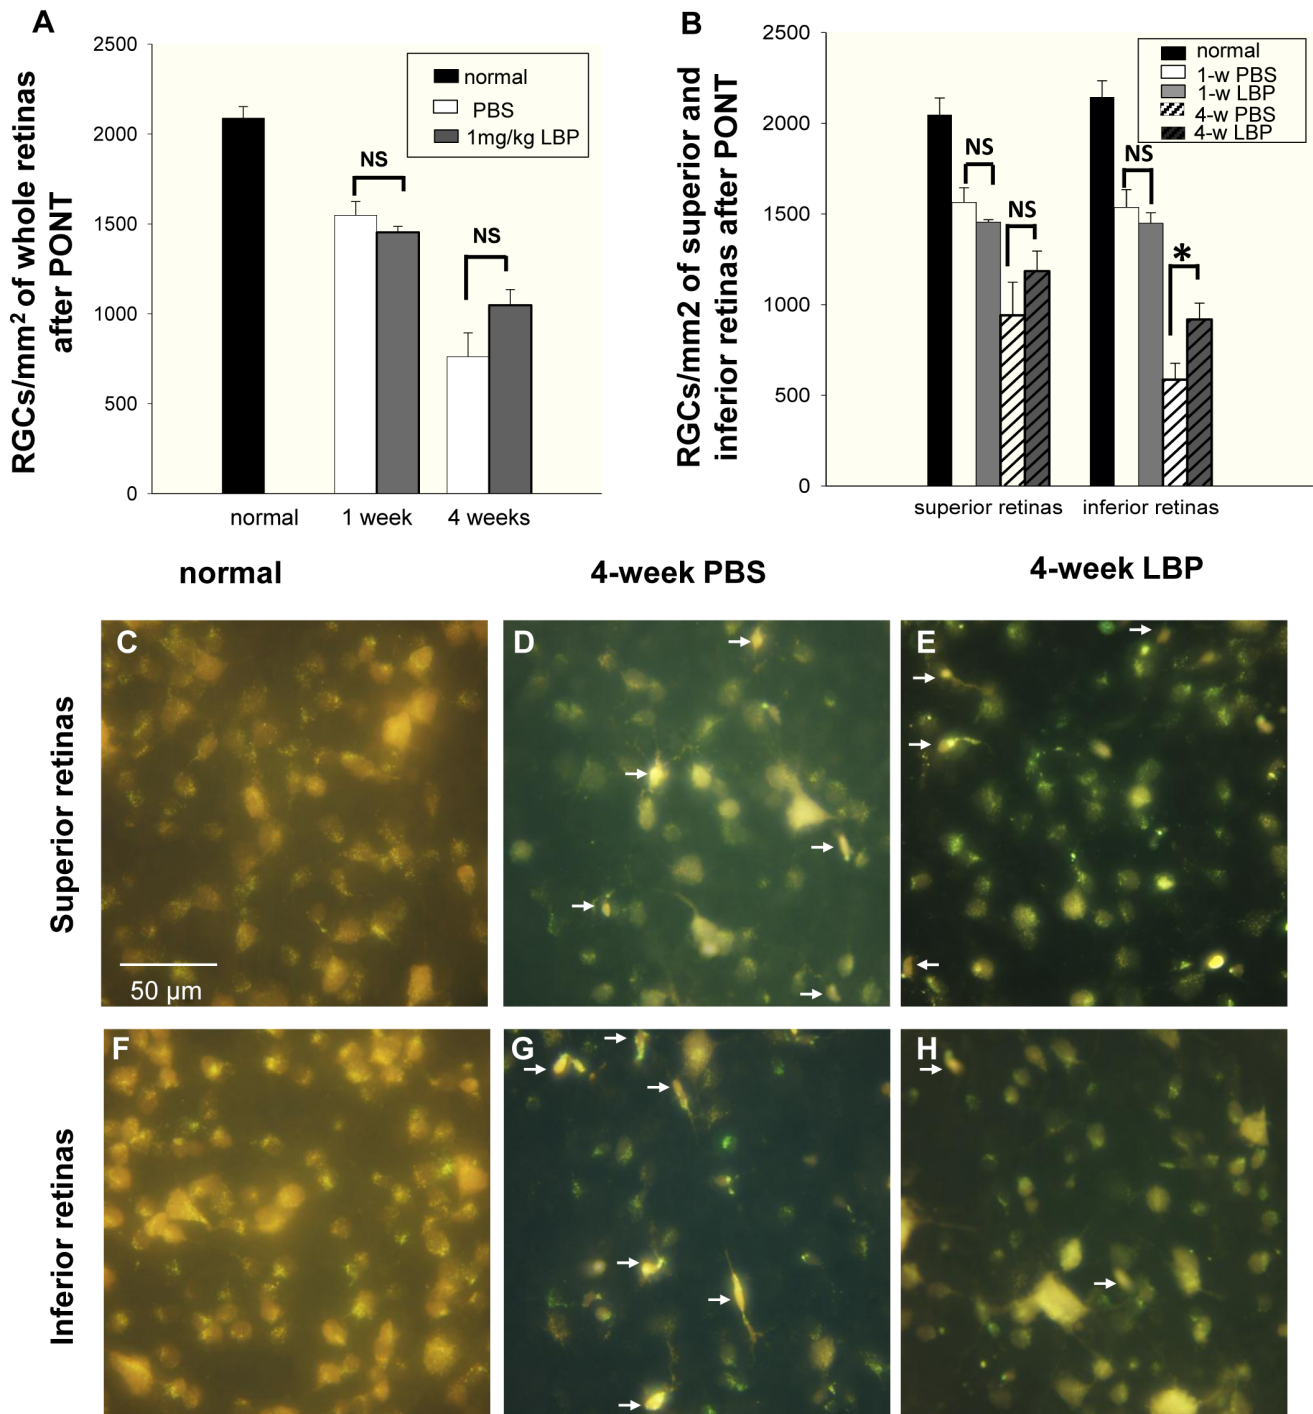 A
RGCs/mm² of whole retinas
after PONT
2500
2000
1500
1000
500
0
normal
PBS
1mg/kg LBP
NS
NS
normal
1 week
4 weeks
B
RGCs/mm2 of superior and
inferior retinas after PONT
2500
2000
1500
1000
500
0
normal
1-w PBS
1-w LBP
4-w PBS
4-w LBP
NS
NS
NS
*
superior retinas
inferior retinas
normal
4-week PBS
4-week LBP
Superior retinas
C
50 µm
D
E
Inferior retinas
F
G
H